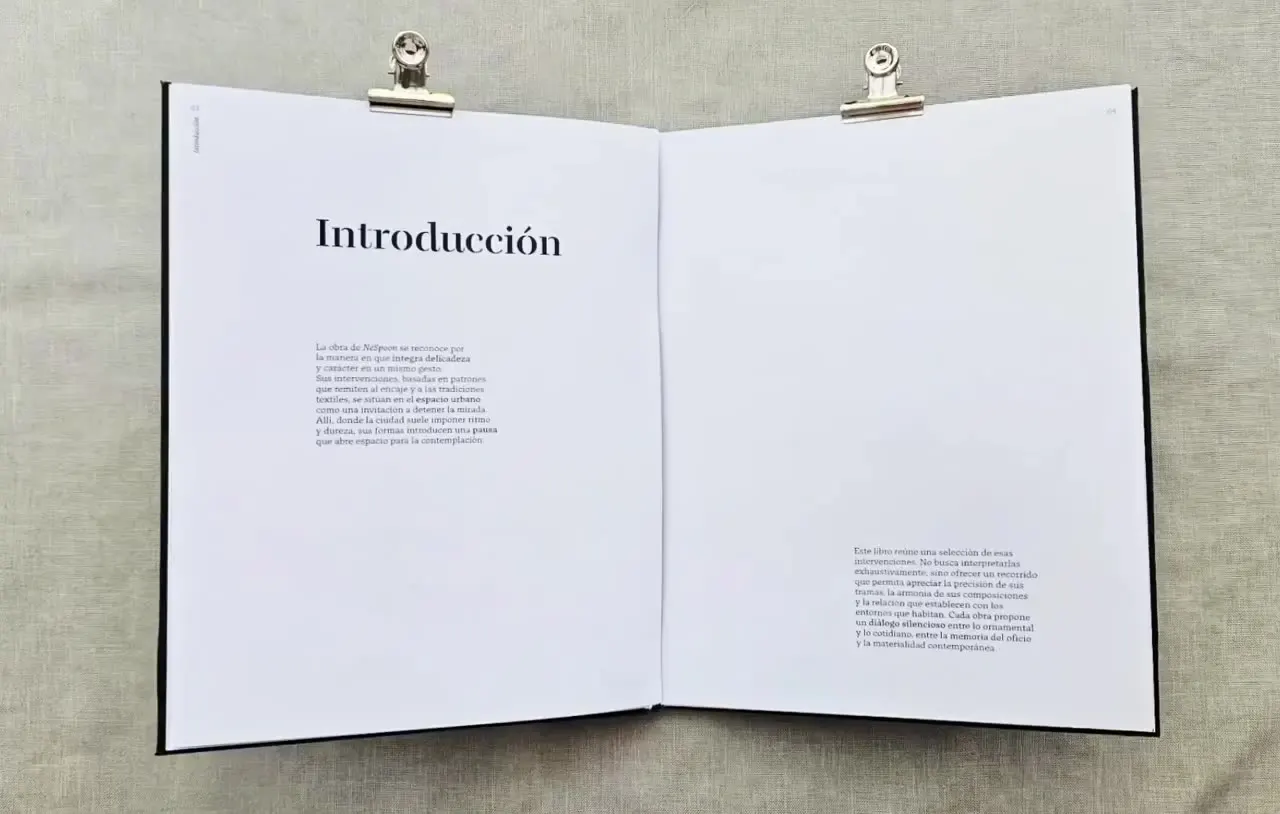 Introducción 03
Introducción
La obra de NeSpoon se reconoce por
la manera en que integra delicadeza
y carácter en un mismo gesto.
Sus intervenciones, basadas en patrones
que remiten al encaje y a las tradiciones
textiles, se sitúan en el espacio urbano
como una invitación a detener la mirada.
Allí, donde la ciudad suele imponer ritmo
y dureza, sus formas introducen una pausa
que abre espacio para la contemplación.
04
Este libro reúne una selección de esas
intervenciones. No busca interpretarlas
exhaustivamente, sino ofrecer un recorrido
que permita apreciar la precisión de sus
tramas, la armonía de sus composiciones
y la relación que establecen con los
entornos que habitan. Cada obra propone
un diálogo silencioso entre lo ornamental
y lo cotidiano, entre la memoria del oficio
y la materialidad contemporánea.